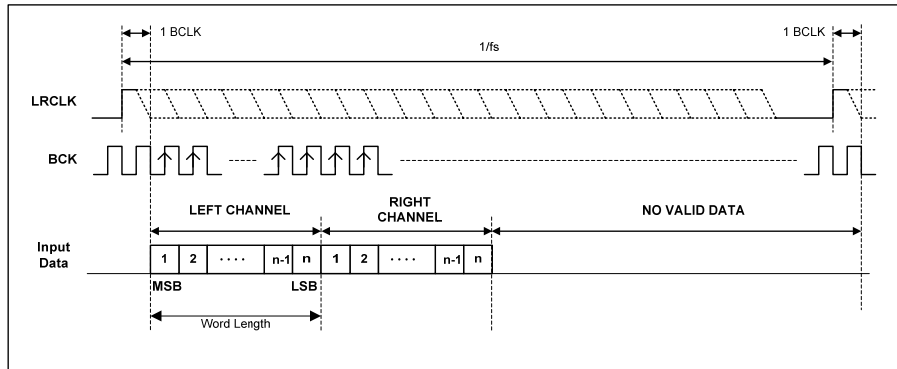 1 BCLK
1 BCLK
1/fs
LRCLK
BCK
LEFT CHANNEL
RIGHT
CHANNEL
NO VALID DATA
Input
Data
1 2 .... n-1 n 1 2 .... n-1 n
MSB LSB
Word Length